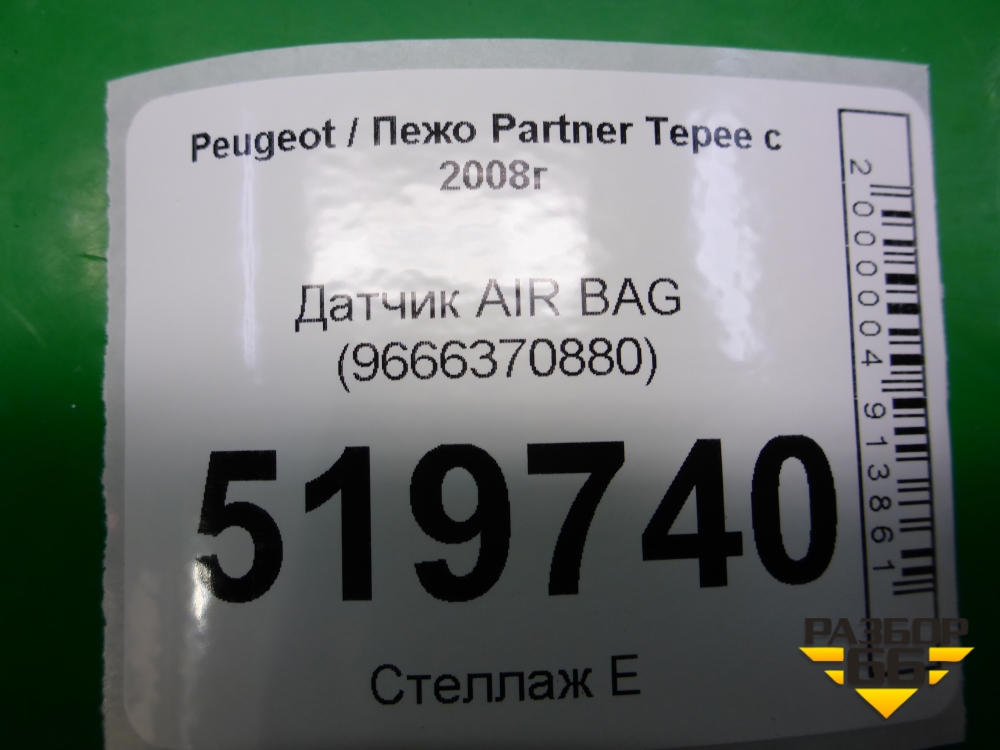 Peugeot / Пежо Partner Tepee с
2008г
Датчик AIR BAG
(9666370880)
519740
Стеллаж Е
2000004913861
РАЗБОР
66